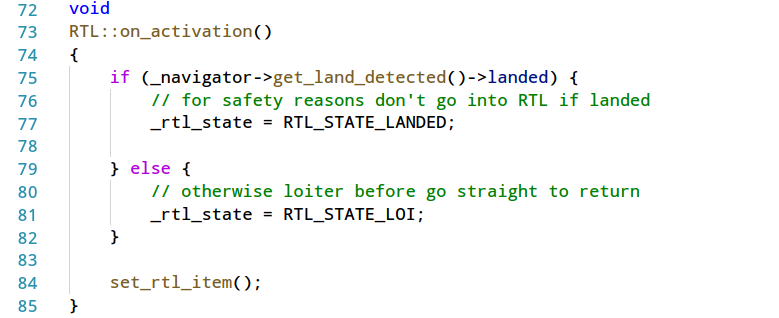 72 void
73 RTL::on_activation()
74 {
75     if (_navigator->get_land_detected()->landed) {
76         // for safety reasons don't go into RTL if landed
77         _rtl_state = RTL_STATE_LANDED;
78
79     } else {
80         // otherwise loiter before go straight to return
81         _rtl_state = RTL_STATE_LOI;
82     }
83
84     set_rtl_item();
85 }